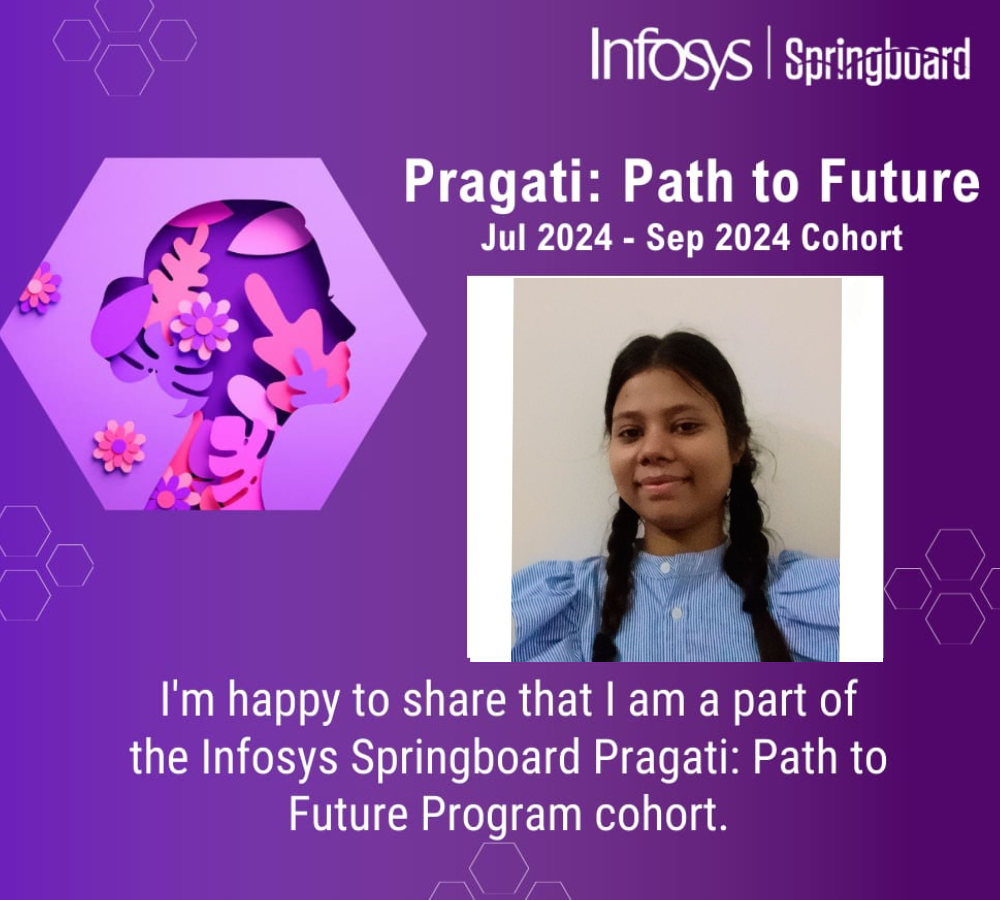 Infosys | Springboard
Pragati: Path to Future
Jul 2024 - Sep 2024 Cohort
I'm happy to share that I am a part of
the Infosys Springboard Pragati: Path to
Future Program cohort.